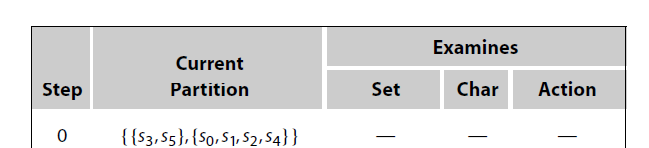 Examines
Current
Step Partition Set Char Action
0 {{s3,s5},{s0,s1,s2,s4}} — — —